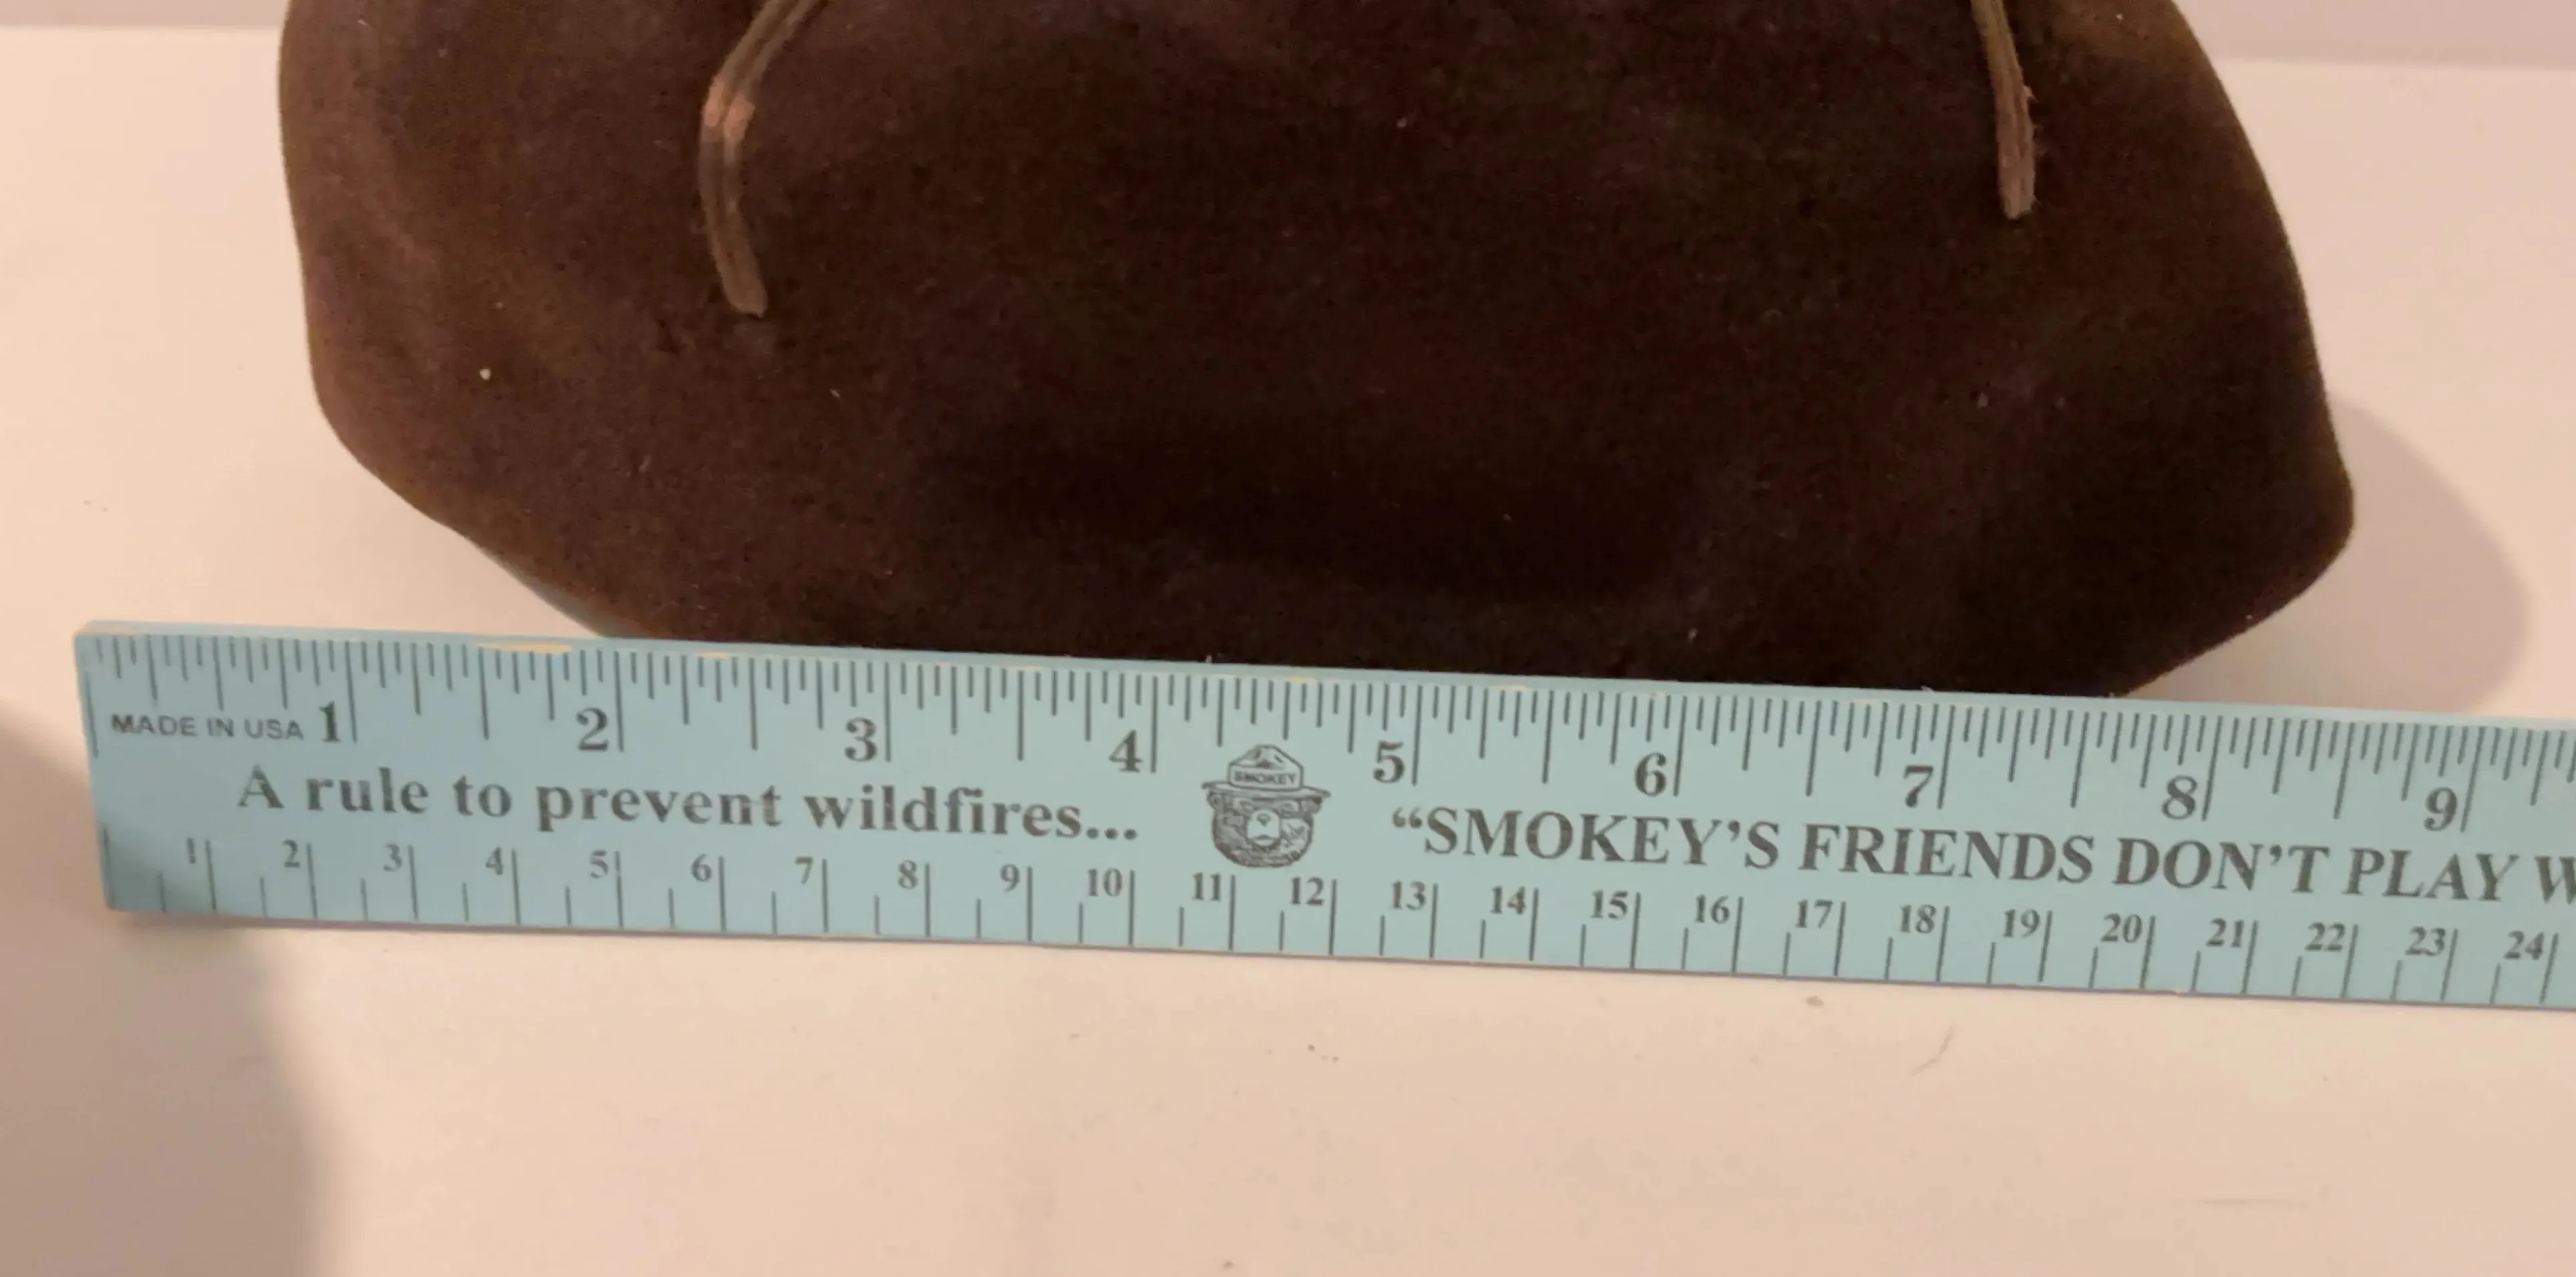 1 2 3 4 5 6 7 8 9
MADE IN USA
SMOKEY
A rule to prevent wildfires... “SMOKEY’S FRIENDS DON’T PLAY
1 2 3 4 5 6 7 8 9 10 11 12 13 14 15 16 17 18 19 20 21 22 23 24